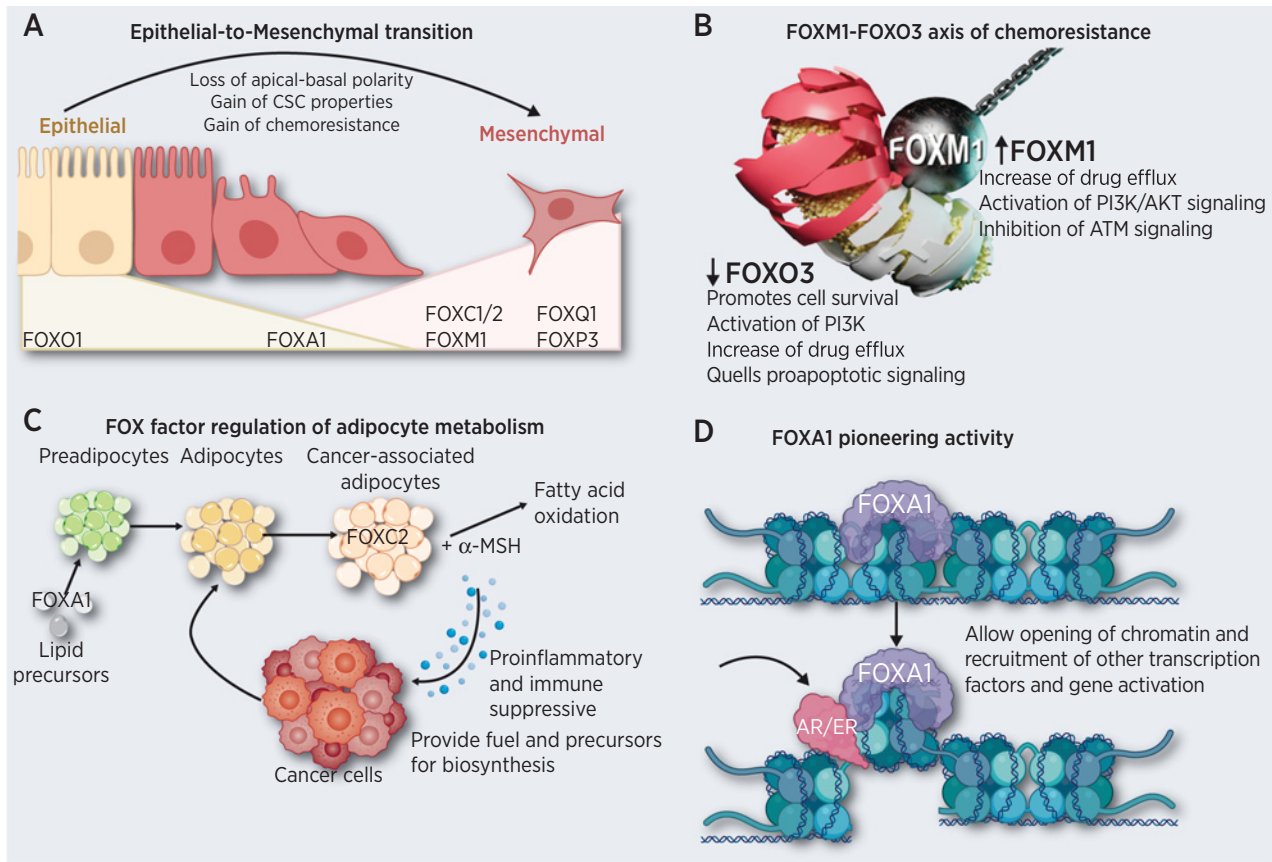 A
Epithelial-to-Mesenchymal transition
Loss of apical-basal polarity
Gain of CSC properties
Gain of chemoresistance
Epithelial
Mesenchymal
FOXC1/2
FOXQ1
FOXO1
FOXA1
FOXM1
FOXP3
B
FOXM1-FOXO3 axis of chemoresistance
FOXM1
↑FOXM1
Increase of drug efflux
Activation of PI3K/AKT signaling
Inhibition of ATM signaling
↓FOXO3
Promotes cell survival
Activation of PI3K
Increase of drug efflux
Quells proapoptotic signaling
C
FOX factor regulation of adipocyte metabolism
Preadipocytes
Adipocytes
Cancer-associated
adipocytes
Fatty acid
oxidation
FOXC2
+ α-MSH
FOXA1
Lipid
precursors
Proinflammatory
and immune
suppressive
Provide fuel and precursors
for biosynthesis
Cancer cells
D
FOXA1 pioneering activity
FOXA1
Allow opening of chromatin and
recruitment of other transcription
factors and gene activation
FOXA1
AR/ER